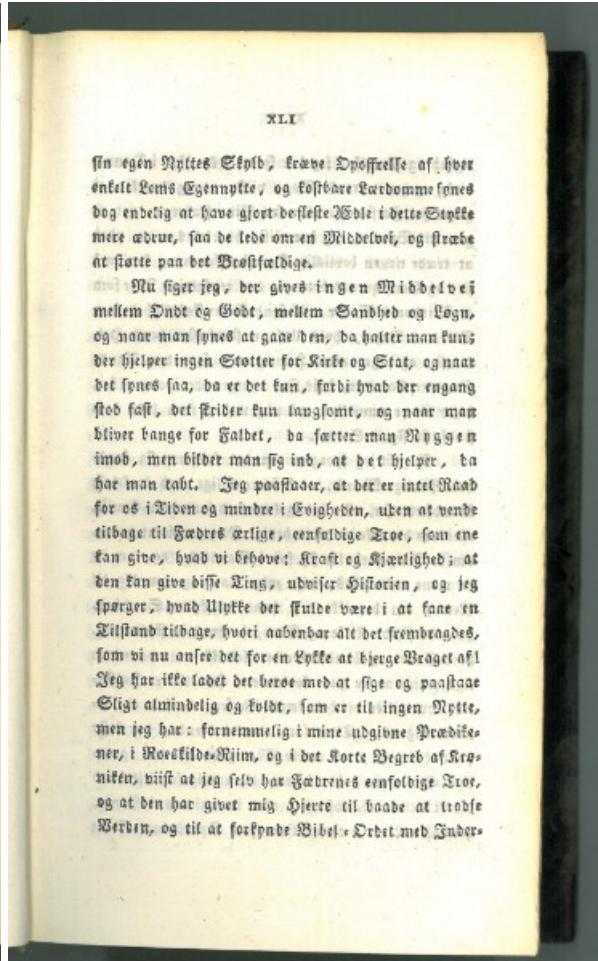 XLI
sin egen Nyttes Skyld, kræve Opoffrelse af hver
enkelt Lems Egennytte, og kostbare Lærdomme synes
dog endelig at have gjort de fleste Ædle i dette Stykke
mere ædrue, saa de lede om en Middelvei, og stræbe
at støtte paa det Brøstfældige.
Nu siger jeg, der gives ingen Middelvej
mellem Ondt og Godt, mellem Sandhed og Løgn,
og naar man synes at gaae den, da halter man kun;
der hjelper ingen Støtter for Kirke og Stat, og naar
det synes saa, da er det kun, fordi hvad der engang
stod fast, det skrider kun langsomt, og naar man
bliver bange for Faldet, da sætter man Ryggen
imod, men bilder man sig ind, at det hjelper, da
har man tabt. Jeg paastaaer, at der er intet Raad
for os i Tiden og mindre i Evigheden, uden at vende
tilbage til Fædres ærlige, eenfoldige Troe, som ene
kan give, hvad vi behøve: Kraft og Kjærlighed; at
den kan give disse Ting, udviser Historien, og jeg
spørger, hvad Ulykke der skulde være i at faae en
Tilstand tilbage, hvori aabenbar alt det frembragdes,
som vi nu ansee det for en Lykke at bjerge Vraget af!
Jeg har ikke ladet det beroe med at sige og paastaae
Sligt almindelig og koldt, som er til ingen Nytte,
men jeg har: fornemmelig i mine udgivne Prædike-
ner, i Roeskilde-Riim, og i det Korte Begreb af Krø-
niken, viist at jeg selv har Fædrenes eenfoldige Troe,
og at den har givet mig Hjerte til baade at trodse
Verden, og til at forkynde Bibel-Ordet med Inder-